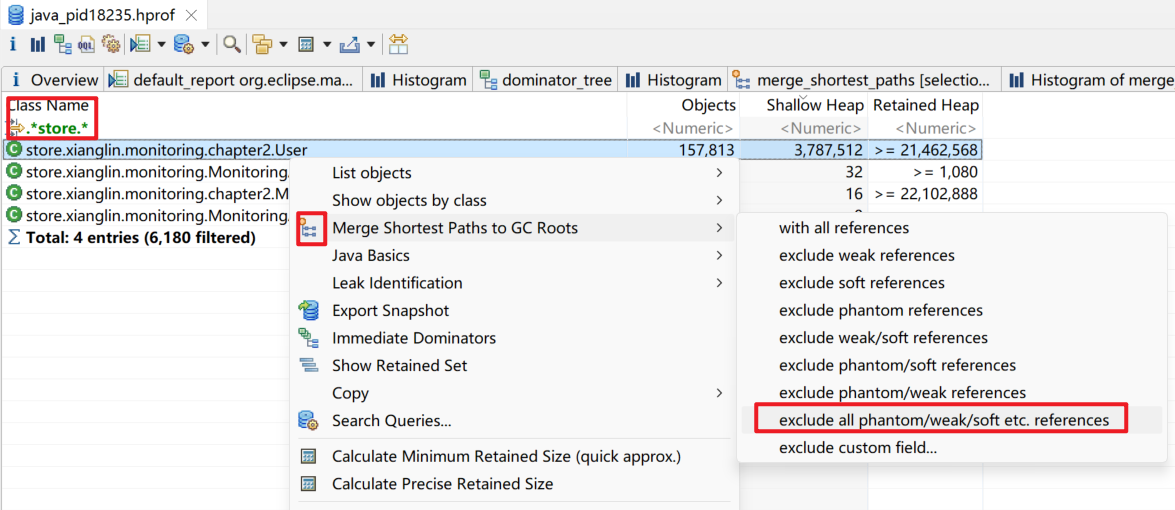 java_pid18235.hprof
Overview default_report org.eclipse.ma... Histogram dominator_tree Histogram merge_shortest_paths [selectio... Histogram of merge
Class Name Objects Shallow Heap Retained Heap
.*store.* <Numeric> <Numeric> <Numeric>
store.xianglin.monitoring.chapter2.User 157,813 3,787,512 >= 21,462,568
store.xianglin.monitoring.Monitoring. List objects 32 >= 1,080
store.xianglin.monitoring.chapter2.M Show objects by class 16 >= 22,102,888
store.xianglin.monitoring.Monitoring.
Merge Shortest Paths to GC Roots with all references
Total: 4 entries (6,180 filtered)
Java Basics exclude weak references
Leak Identification exclude soft references
Export Snapshot exclude phantom references
Immediate Dominators exclude weak/soft references
Show Retained Set exclude phantom/soft references
Copy exclude phantom/weak references
Search Queries... exclude all phantom/weak/soft etc. references
exclude custom field...
Calculate Minimum Retained Size (quick approx.)
Calculate Precise Retained Size